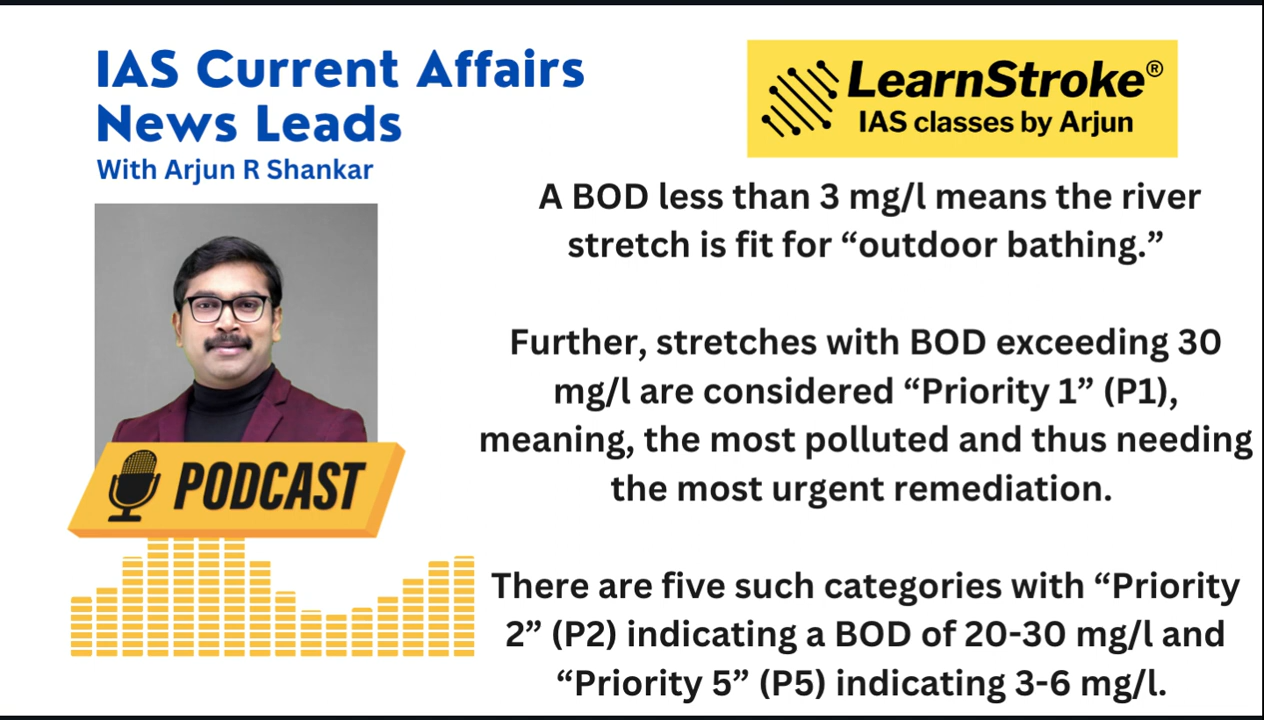 IAS Current Affairs
News Leads
With Arjun R Shankar
LearnStroke®
IAS classes by Arjun
PODCAST
A BOD less than 3 mg/l means the river
stretch is fit for “outdoor bathing.”
Further, stretches with BOD exceeding 30
mg/l are considered “Priority 1” (P1),
meaning, the most polluted and thus needing
the most urgent remediation.
There are five such categories with “Priority
2” (P2) indicating a BOD of 20-30 mg/l and
“Priority 5” (P5) indicating 3-6 mg/l.